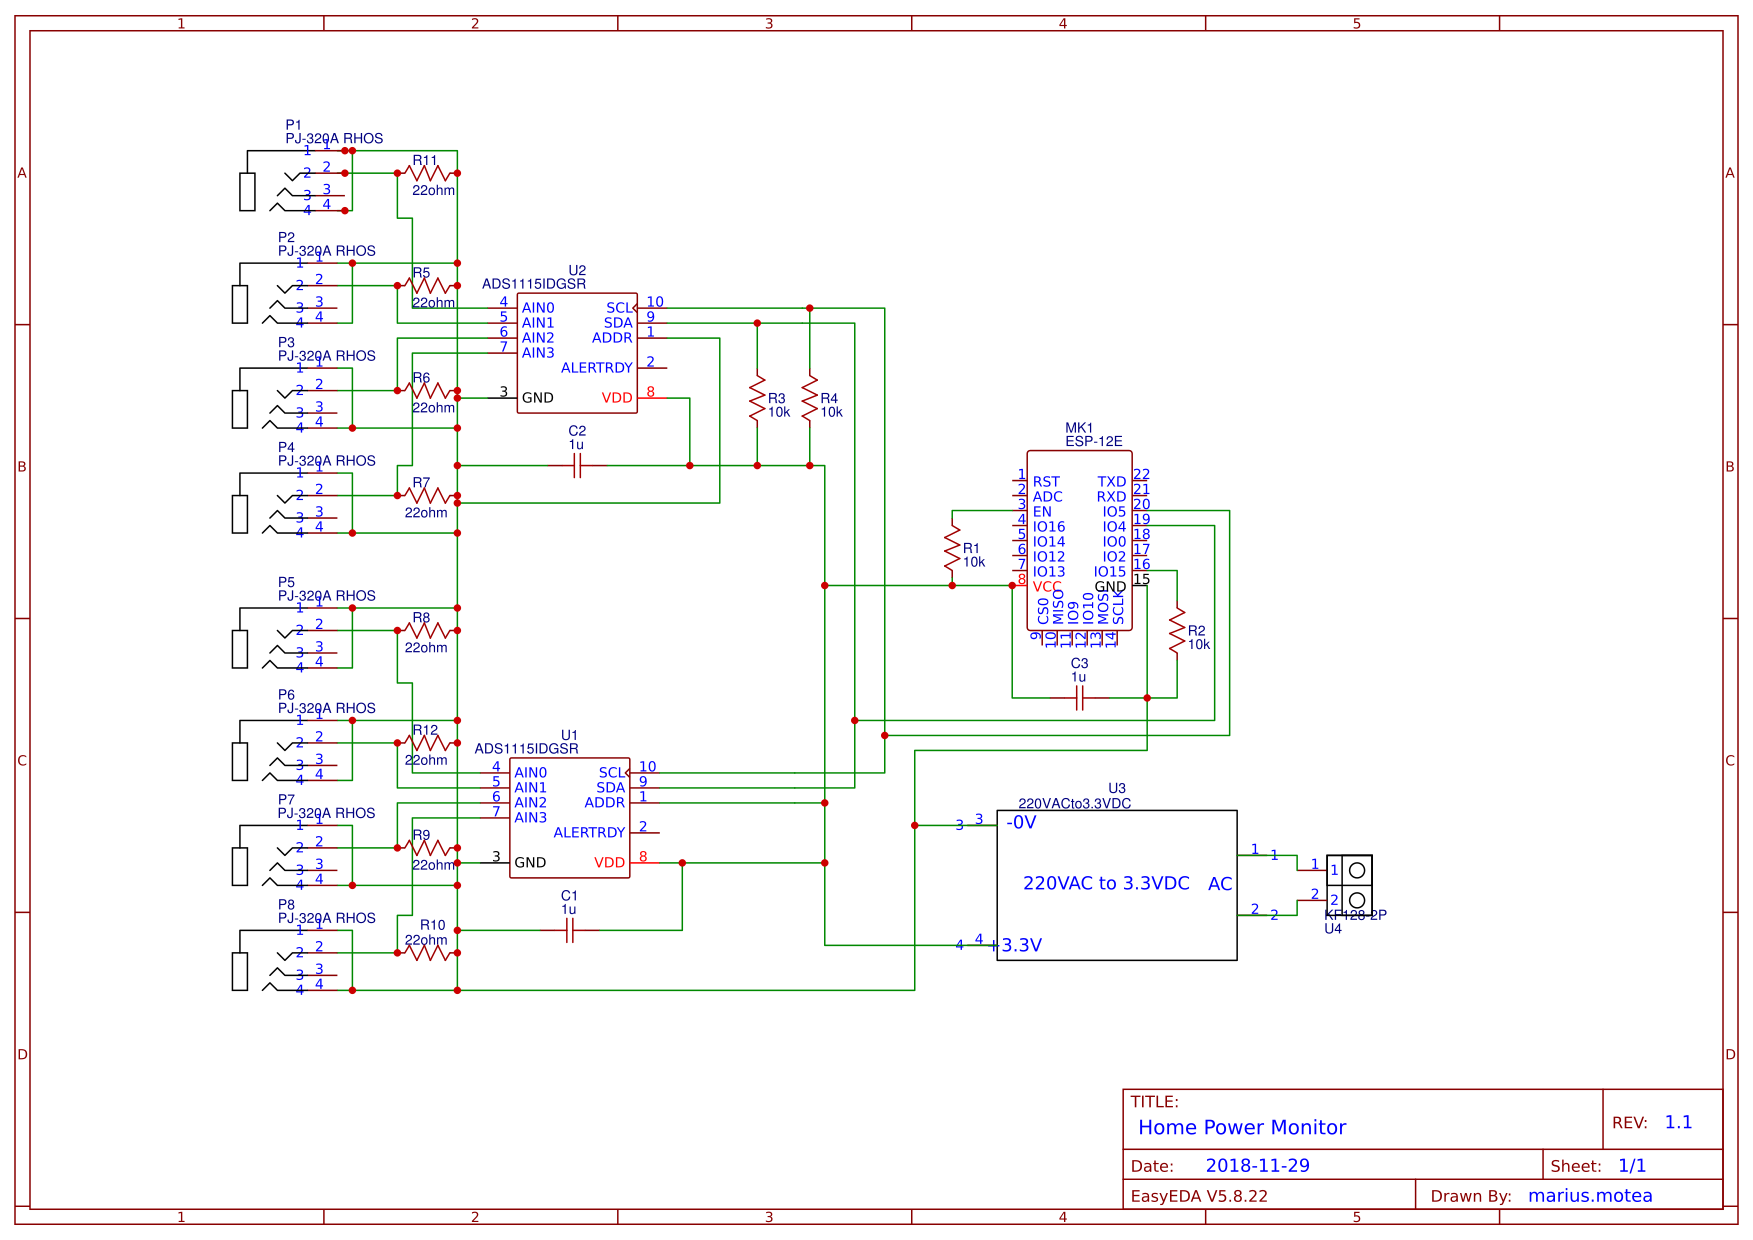 1 2 3 4 5
A A
B B
C C
D D
P1
PJ-320A RHOS
1 1
2 2
3 3
4 4
R11
22ohm
P2
PJ-320A RHOS
1 1
2 2
3 3
4 4
R5
22ohm
P3
PJ-320A RHOS
1 1
2 2
3 3
4 4
R6
22ohm
P4
PJ-320A RHOS
1 1
2 2
3 3
4 4
R7
22ohm
P5
PJ-320A RHOS
1 1
2 2
3 3
4 4
R8
22ohm
P6
PJ-320A RHOS
1 1
2 2
3 3
4 4
R12
22ohm
P7
PJ-320A RHOS
1 1
2 2
3 3
4 4
R9
22ohm
P8
PJ-320A RHOS
1 1
2 2
3 3
4 4
R10
22ohm
U2
ADS1115IDGSR
4 AIN0 SCL 10
5 AIN1 SDA 9
6 AIN2 ADDR 1
7 AIN3
ALERTRDY 2
3 GND VDD 8
C2
1u
R3
10k
R4
10k
U1
ADS1115IDGSR
4 AIN0 SCL 10
5 AIN1 SDA 9
6 AIN2 ADDR 1
7 AIN3
ALERTRDY 2
3 GND VDD 8
C1
1u
MK1
ESP-12E
1 RST TXD 22
2 ADC RXD 21
3 EN IO5 20
4 IO16 IO4 19
5 IO14 IO0 18
6 IO12 IO2 17
7 IO13 IO15 16
8 VCC GND 15
CS0 MISO IO9 IO10 MOSI SCLK
9 10 11 12 13 14
R1
10k
R2
10k
C3
1u
U3
220VACto3.3VDC
3 3 -0V
220VAC to 3.3VDC AC
4 4 +3.3V
1 1
2 2
1 1
2 2
KF128-2P
U4
TITLE:
Home Power Monitor
REV: 1.1
Date: 2018-11-29
Sheet: 1/1
EasyEDA V5.8.22
Drawn By: marius.motea
1 2 3 4 5